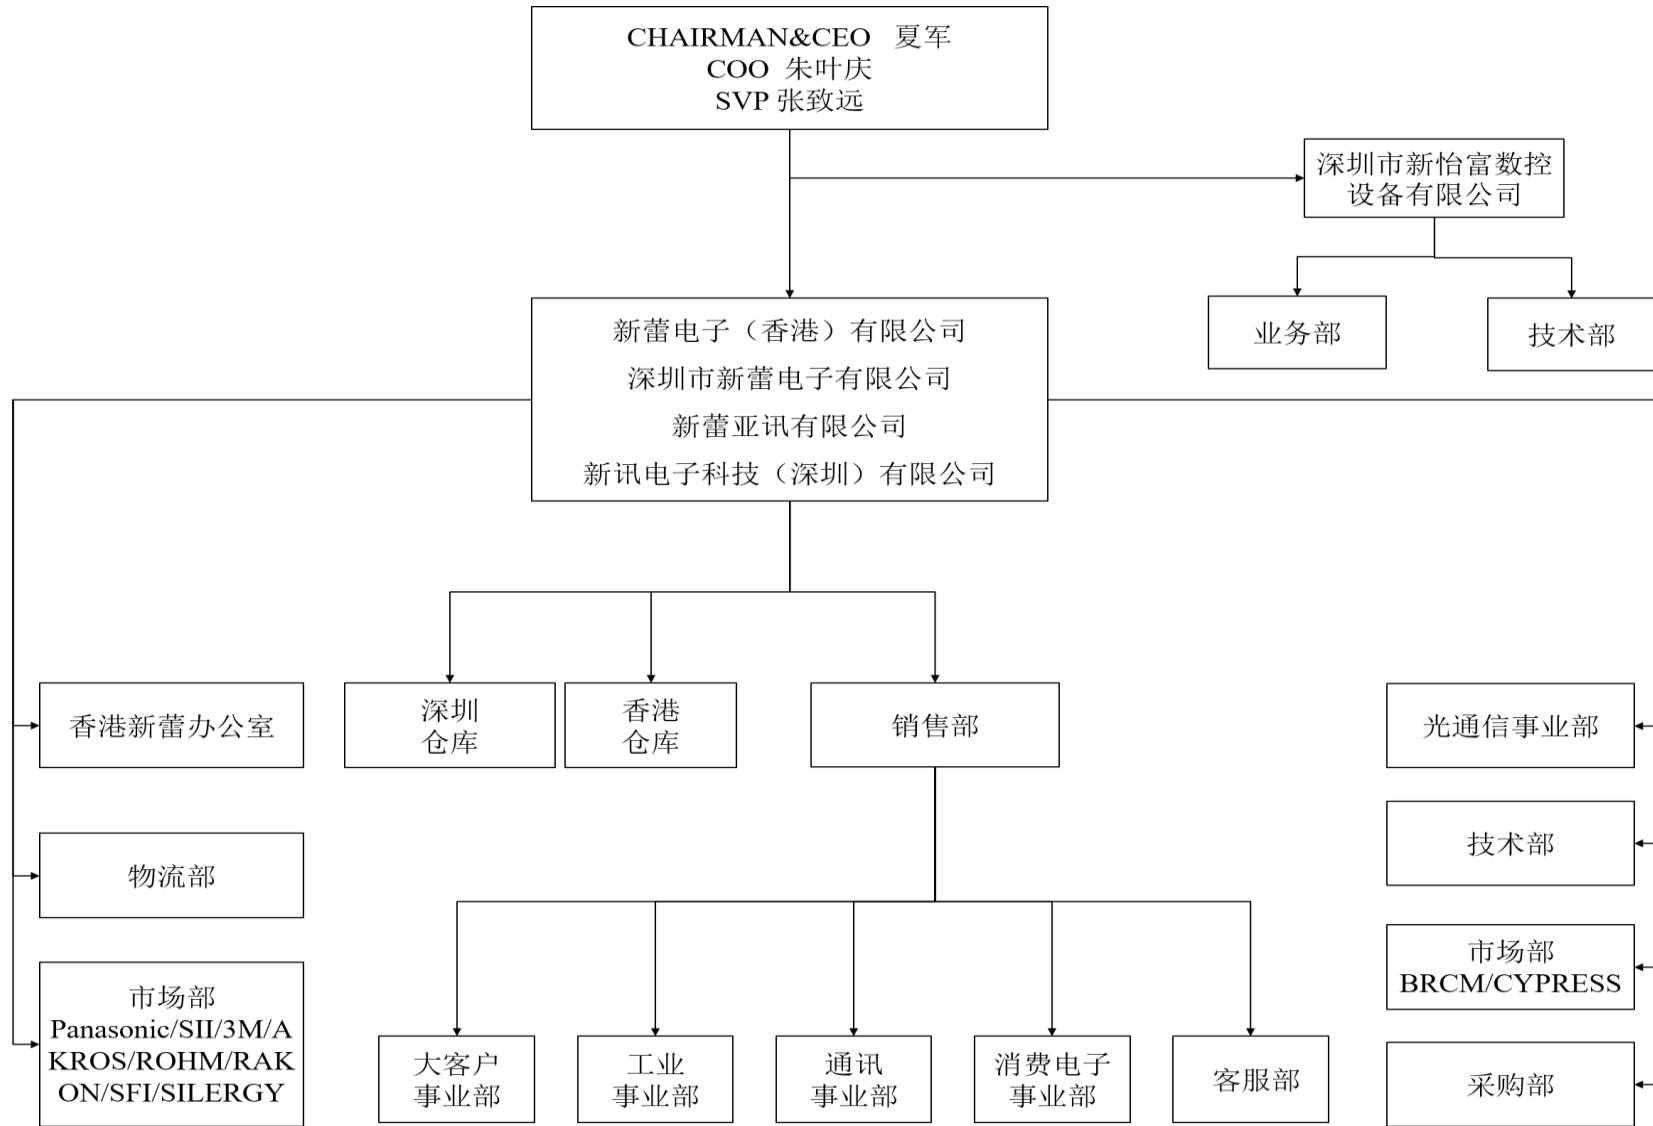 CHAIRMAN&CEO 夏军
COO 朱叶庆
SVP 张致远
深圳市新怡富数控
设备有限公司
业务部
技术部
新蕾电子（香港）有限公司
深圳市新蕾电子有限公司
新蕾亚讯有限公司
新讯电子科技（深圳）有限公司
香港新蕾办公室
深圳
仓库
香港
仓库
销售部
光通信事业部
物流部
技术部
市场部
Panasonic/SII/3M/A
KROS/ROHM/RAK
ON/SFI/SILERGY
市场部
BRCM/CYPRESS
大客户
事业部
工业
事业部
通讯
事业部
消费电子
事业部
客服部
采购部